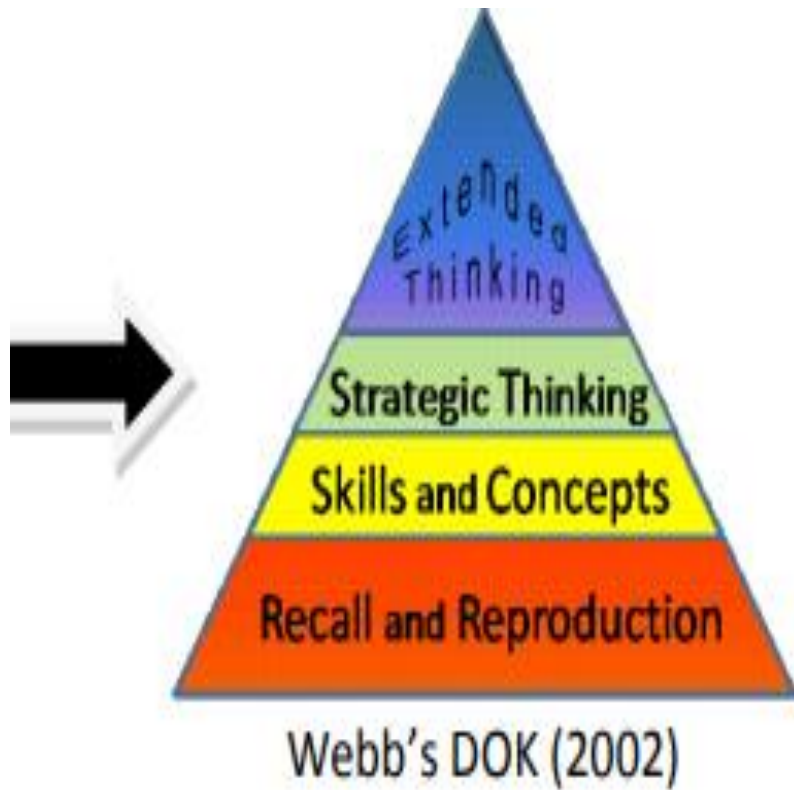 Extended
Thinking
Strategic Thinking
Skills and Concepts
Recall and Reproduction
Webb's DOK (2002)